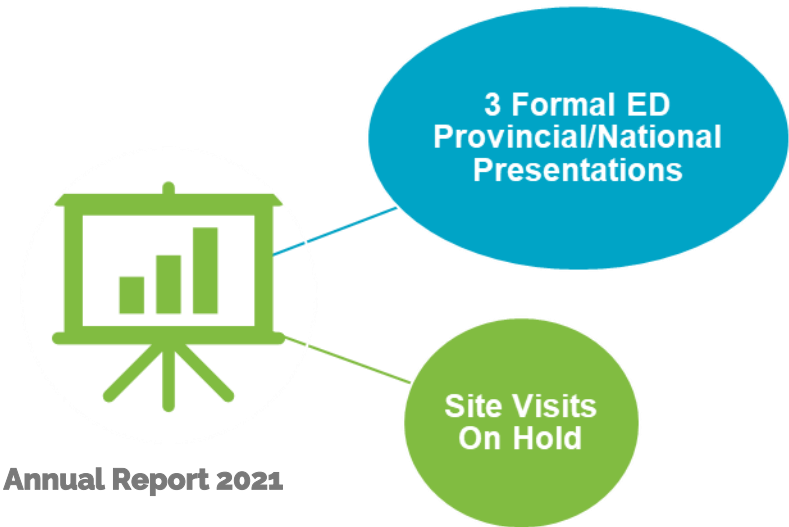 3 Formal ED
Provincial/National
Presentations
Site Visits
On Hold
Annual Report 2021